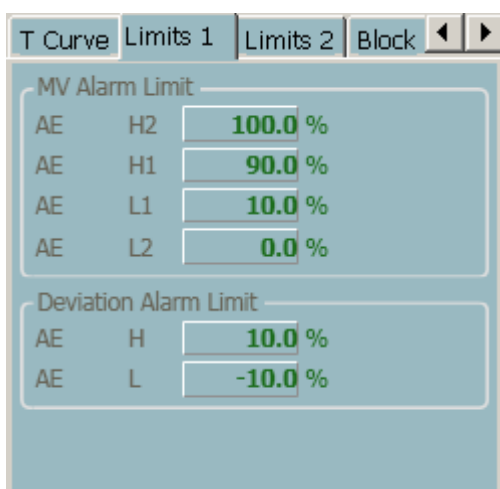 T Curve Limits 1 Limits 2 Block
MV Alarm Limit
AE H2 100.0 %
AE H1 90.0 %
AE L1 10.0 %
AE L2 0.0 %
Deviation Alarm Limit
AE H 10.0 %
AE L -10.0 %